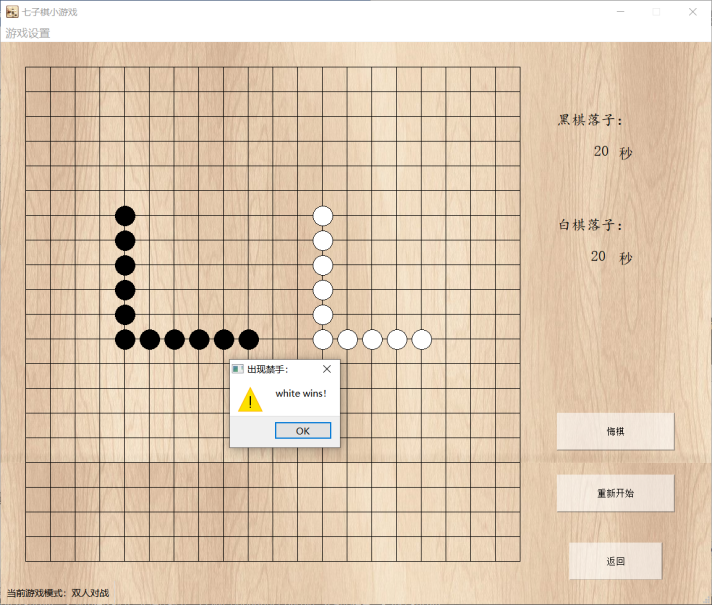 七子棋小游戏
游戏设置
黑棋落子：
20 秒
白棋落子：
20 秒
出现禁手：
white wins!
OK
悔棋
重新开始
返回
当前游戏模式：双人对战